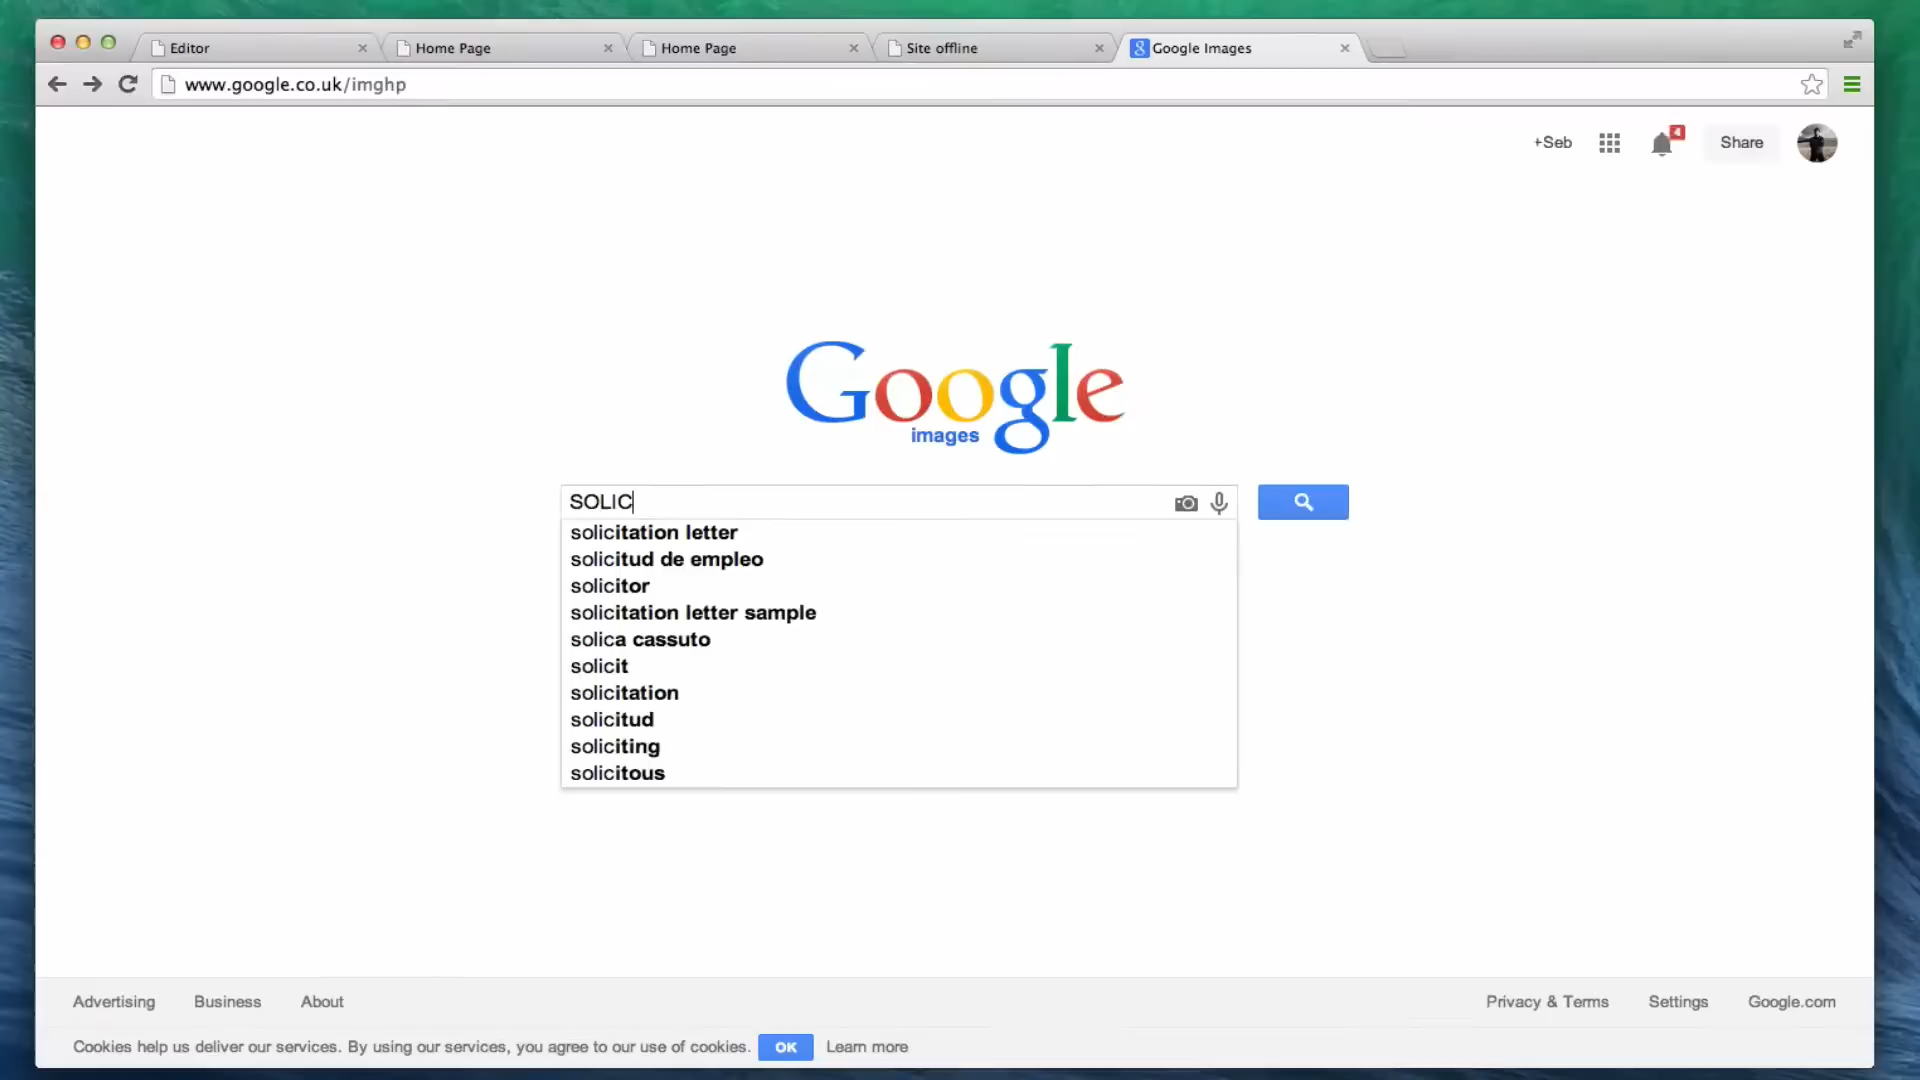 Editor
Home Page
Home Page
Site offline
Google Images
www.google.co.uk/imghp
+Seb
4
Share
Google
images
SOLIC
solicitation letter
solicitud de empleo
solicitor
solicitation letter sample
solica cassuto
solicit
solicitation
solicitud
soliciting
solicitous
Advertising
Business
About
Privacy & Terms
Settings
Google.com
Cookies help us deliver our services. By using our services, you agree to our use of cookies.
OK
Learn more